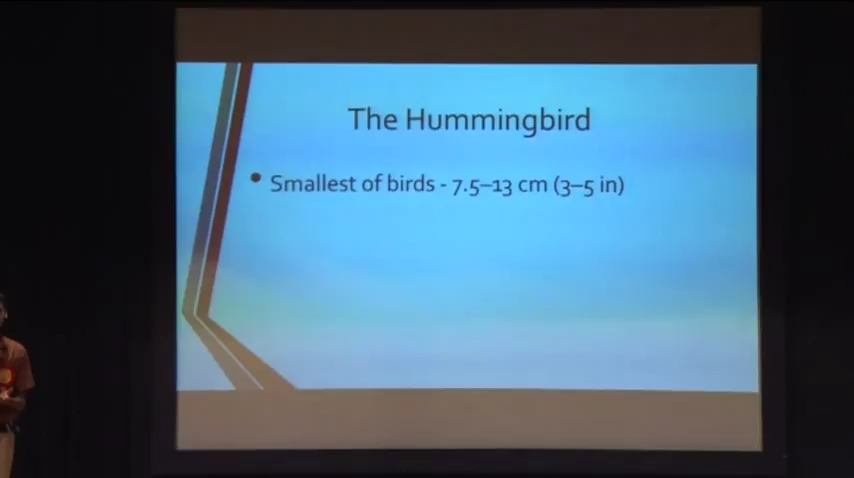 The Hummingbird
• Smallest of birds - 7.5–13 cm (3–5 in)